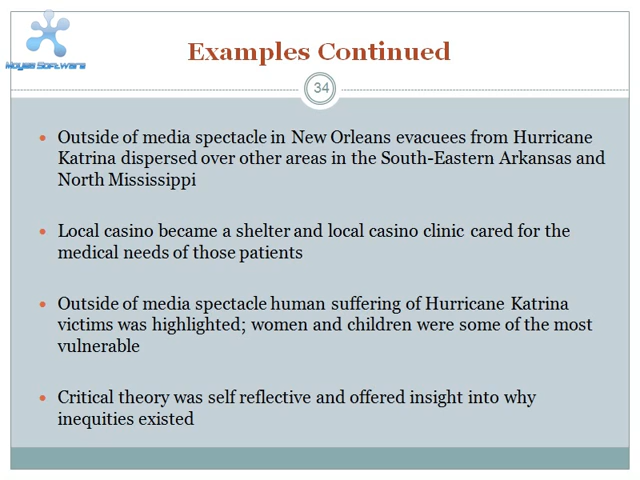 Moyea Software
Examples Continued
34
• Outside of media spectacle in New Orleans evacuees from Hurricane
Katrina dispersed over other areas in the South-Eastern Arkansas and
North Mississippi
• Local casino became a shelter and local casino clinic cared for the
medical needs of those patients
• Outside of media spectacle human suffering of Hurricane Katrina
victims was highlighted; women and children were some of the most
vulnerable
• Critical theory was self reflective and offered insight into why
inequities existed